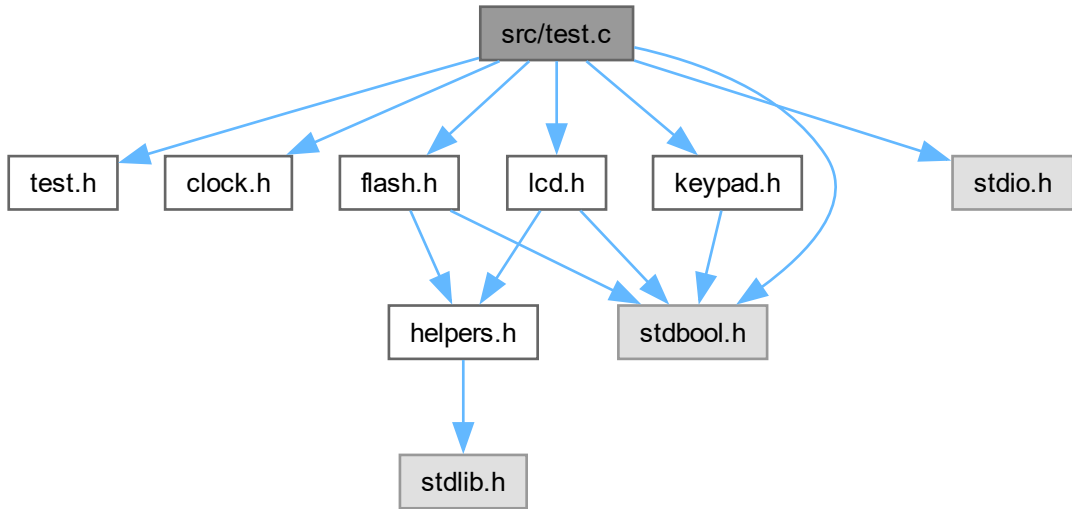 src/test.c
test.h
clock.h
flash.h
lcd.h
keypad.h
stdio.h
helpers.h
stdbool.h
stdlib.h